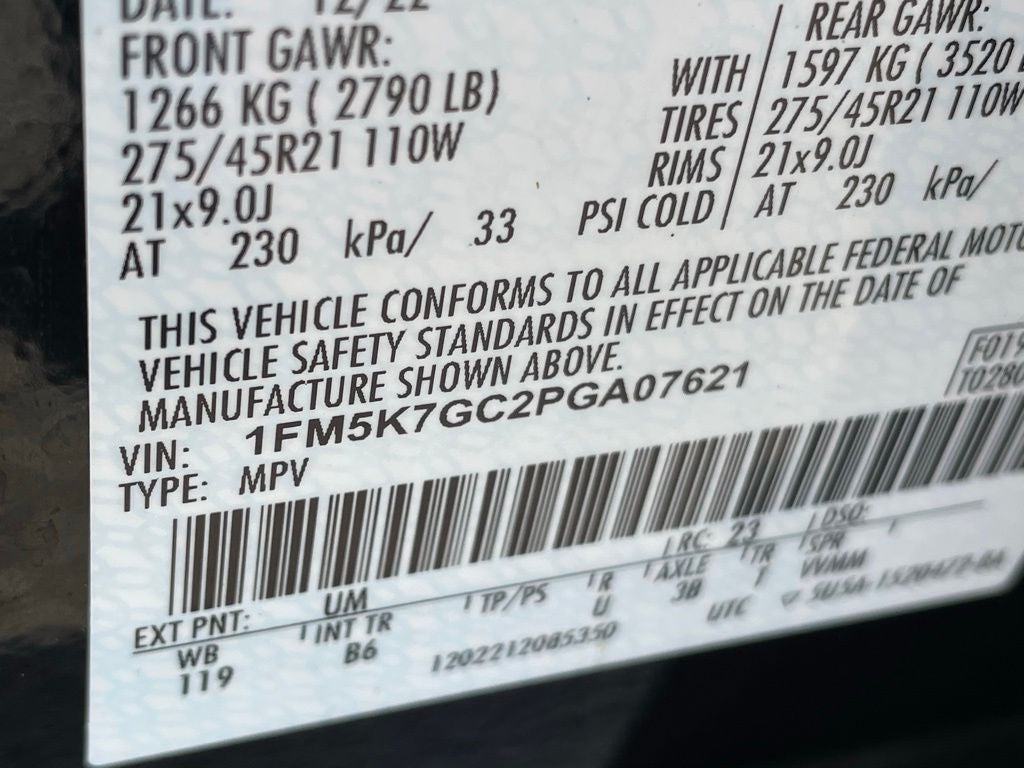 DATE: 12/22
FRONT GAWR:
1266 KG ( 2790 LB)
275/45R21 110W
21x9.0J
AT 230 kPa/ 33 PSI COLD
WITH
TIRES
RIMS
REAR GAWR:
1597 KG ( 3520
275/45R21 110W
21x9.0J
AT 230 kPa/
THIS VEHICLE CONFORMS TO ALL APPLICABLE FEDERAL MOTO
VEHICLE SAFETY STANDARDS IN EFFECT ON THE DATE OF
MANUFACTURE SHOWN ABOVE.
F019
T0280
VIN: 1FM5K7GC2PGA07621
TYPE: MPV
EXT PNT: UM RC: 23 DSO:
WB INT TR TP/PS R AXLE TR SPR
119 B6 U 3B T VVMM
1202212085350 UTC